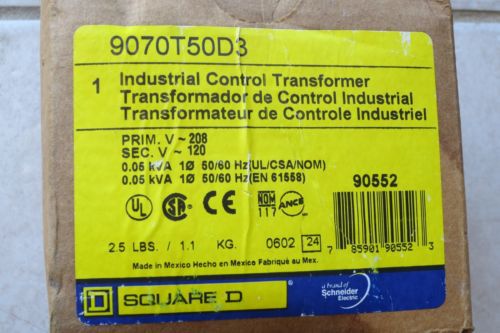 9070T50D3
1 Industrial Control Transformer
Transformador de Control Industrial
Transformateur de Controle Industriel
PRIM. V ~ 208
SEC. V ~ 120
0.05 kVA 1Ø 50/60 Hz(UL/CSA/NOM)
0.05 kVA 1Ø 50/60 Hz(EN 61558)
90552
UL
NOM
117
ANCE
2.5 LBS. / 1.1 KG. 0602 24
7 85901 90552 3
Made in Mexico Hecho en Mexico Fabriqué au Mex.
D SQUARE D
a brand of
Schneider
Electric